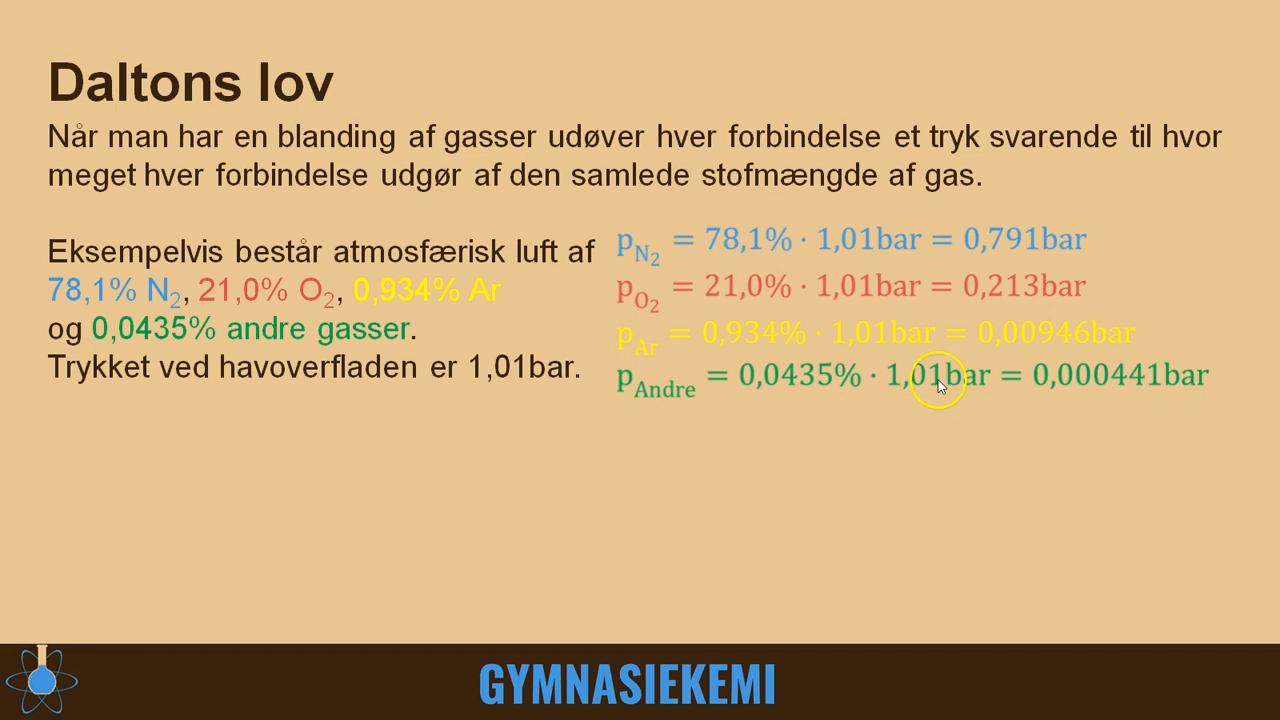 Daltons lov
Når man har en blanding af gasser udøver hver forbindelse et tryk svarende til hvor
meget hver forbindelse udgør af den samlede stofmængde af gas.
Eksempelvis består atmosfærisk luft af
78,1% N₂, 21,0% O₂, 0,934% Ar
og 0,0435% andre gasser.
Trykket ved havoverfladen er 1,01bar.
p_N₂ = 78,1% · 1,01bar = 0,791bar
p_O₂ = 21,0% · 1,01bar = 0,213bar
p_Ar = 0,934% · 1,01bar = 0,00946bar
p_Andre = 0,0435% · 1,01bar = 0,000441bar
GYMNASIEKEMI